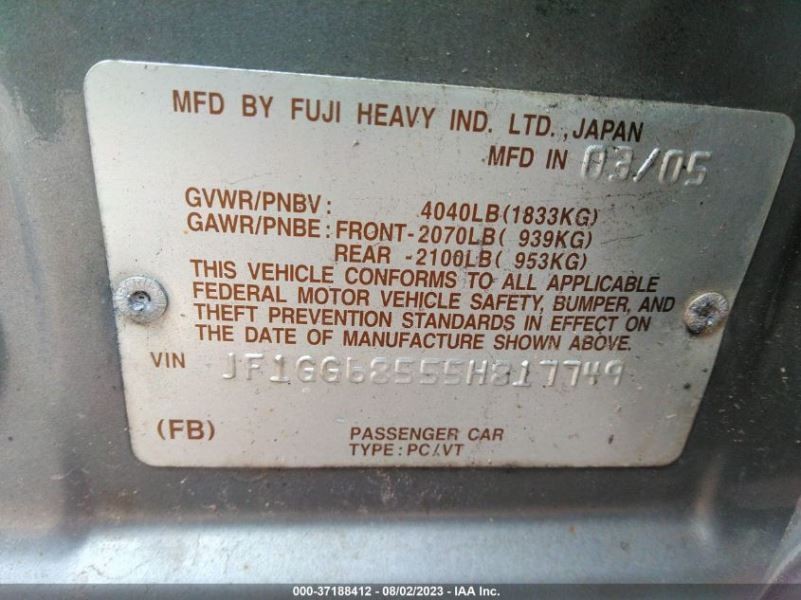 MFD BY FUJI HEAVY IND. LTD., JAPAN
MFD IN 03/05
GVWR/PNBV: 4040LB(1833KG)
GAWR/PNBE: FRONT-2070LB( 939KG)
REAR -2100LB( 953KG)
THIS VEHICLE CONFORMS TO ALL APPLICABLE
FEDERAL MOTOR VEHICLE SAFETY, BUMPER, AND
THEFT PREVENTION STANDARDS IN EFFECT ON
THE DATE OF MANUFACTURE SHOWN ABOVE.
VIN JF1GG68555H817749
(FB) PASSENGER CAR
TYPE: PC/VT
000-37188412 - 08/02/2023 - IAA Inc.